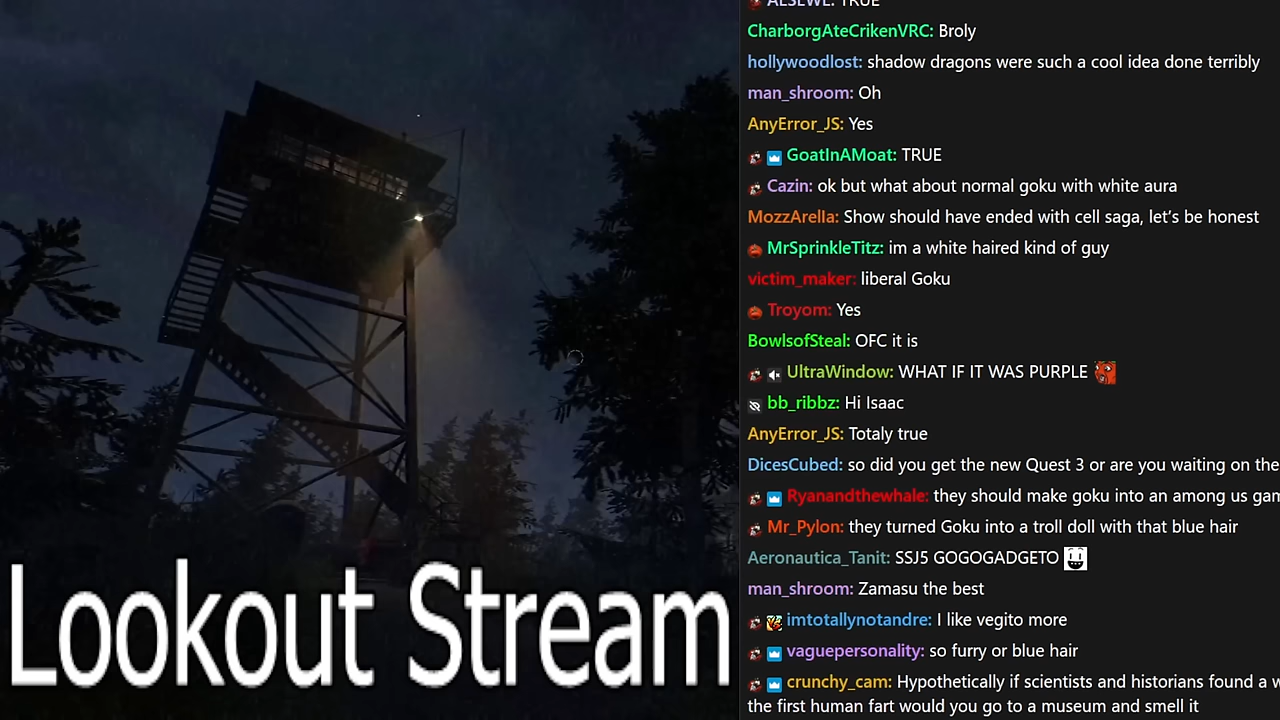 AESEWE: TRUE
CharborgAteCrikenVRC: Broly
hollywoodlost: shadow dragons were such a cool idea done terribly
man_shroom: Oh
AnyError_JS: Yes
GoatInAMoat: TRUE
Cazin: ok but what about normal goku with white aura
MozzArella: Show should have ended with cell saga, let's be honest
MrSprinkleTitz: im a white haired kind of guy
victim_maker: liberal Goku
Troyom: Yes
BowlsofSteal: OFC it is
UltraWindow: WHAT IF IT WAS PURPLE
bb_ribbz: Hi Isaac
AnyError_JS: Totaly true
DicesCubed: so did you get the new Quest 3 or are you waiting on the
Ryanandthewhale: they should make goku into an among us
Mr_Pylon: they turned Goku into a troll doll with that blue hair
Aeronautica_Tanit: SSJ5 GOGOGADGETO
man_shroom: Zamasu the best
imtotallynotandre: I like vegito more
vaguepersonality: so furry or blue hair
crunchy_cam: Hypothetically if scientists and historians found a
the first human fart would you go to a museum and smell it
Lookout Stream